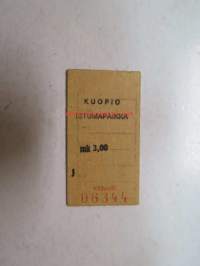 KUOPIO
ISTUMAPAIKKA
mk 3,00
06344